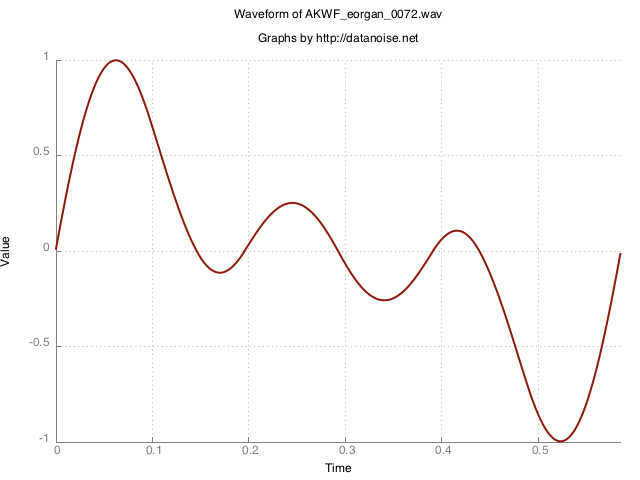 Waveform of AKWF_eorgan_0072.wav
Graphs by http://datanoise.net
1
0.5
0
-0.5
-1
Value
0 0.1 0.2 0.3 0.4 0.5
Time